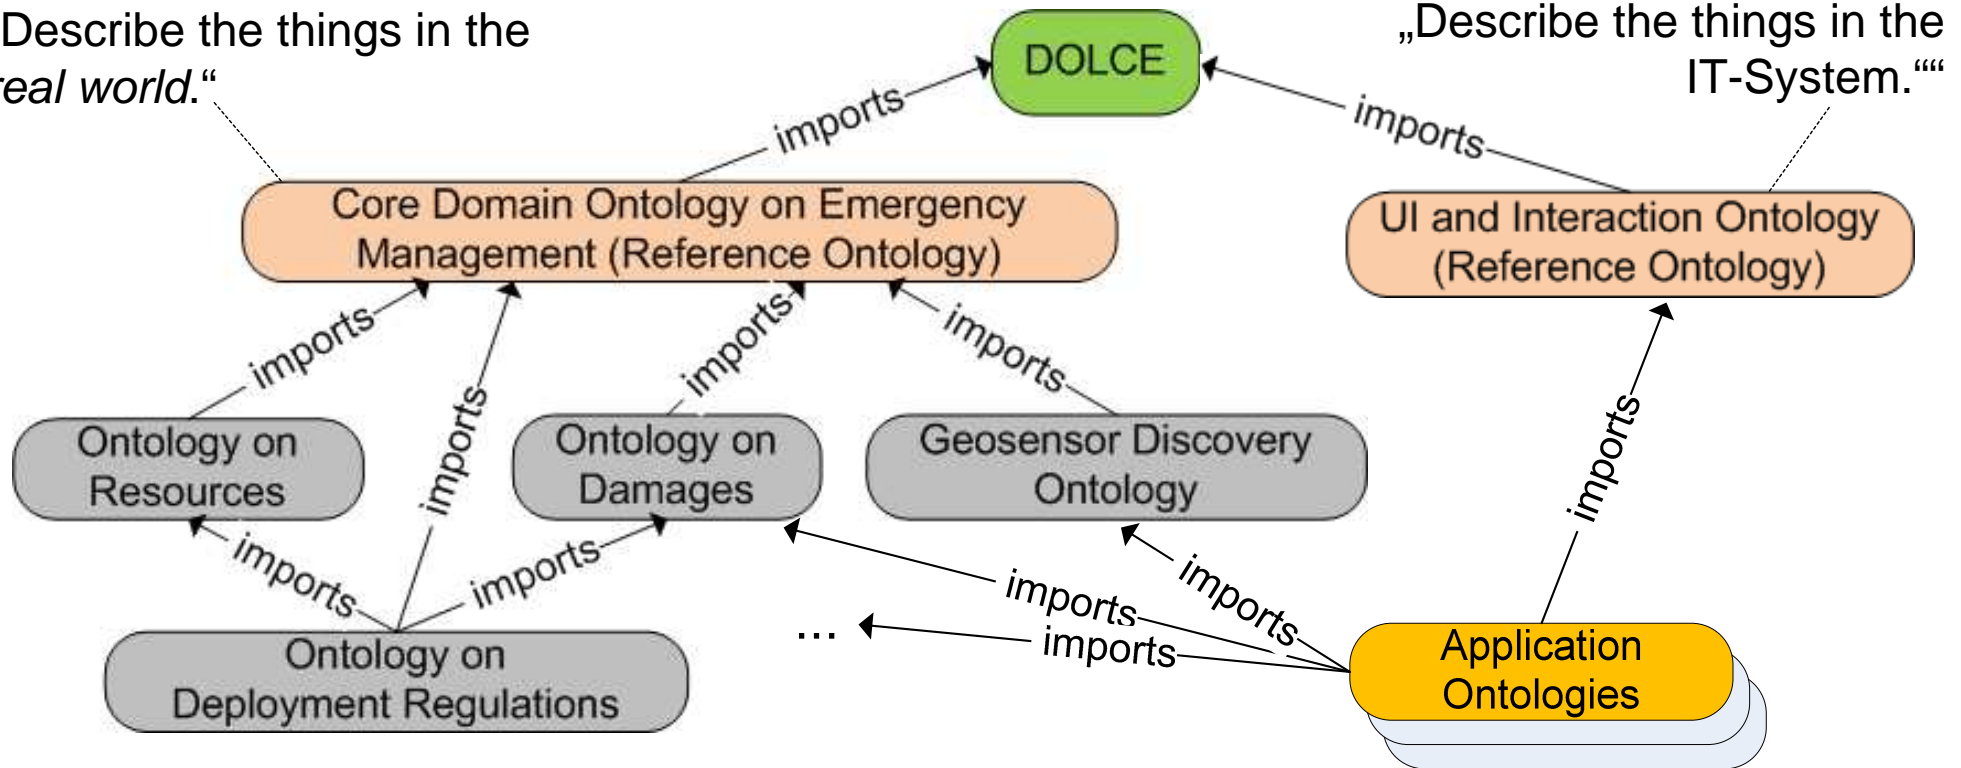 Describe the things in the
real world.“
„Describe the things in the
IT-System.““
DOLCE
imports
imports
Core Domain Ontology on Emergency
Management (Reference Ontology)
UI and Interaction Ontology
(Reference Ontology)
imports
imports
imports
imports
imports
Ontology on
Resources
Ontology on
Damages
Geosensor Discovery
Ontology
imports
imports
imports
imports
imports
...
Ontology on
Deployment Regulations
Application
Ontologies